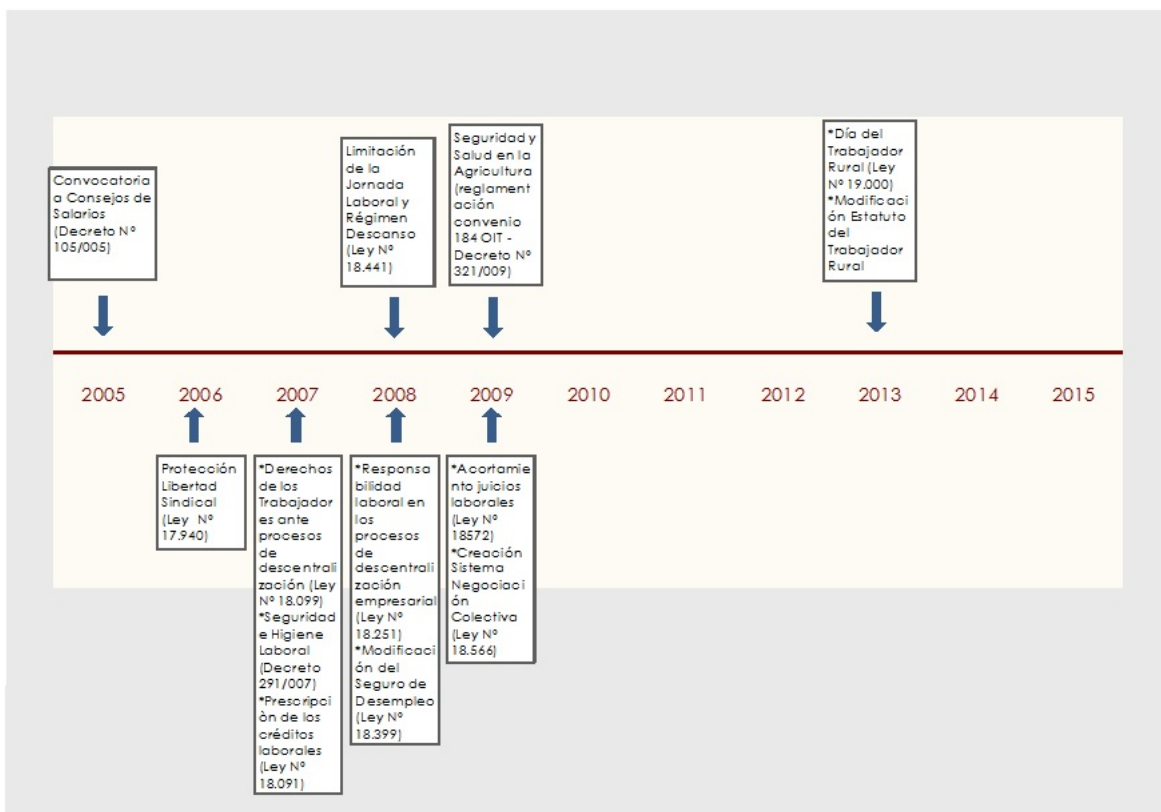 Convocatoria
a Consejos de
Salarios
(Decreto Nº
105/005)
Limitación
de la
Jornada
Laboral y
Régimen
Descanso
(Ley Nº
18.441)
Seguridad y
Salud en la
Agricultura
(reglament
ación
convenio
184 OIT -
Decreto Nº
321/009)
*Día del
Trabajador
Rural (Ley
Nº 19.000)
*Modificaci
ón Estatuto
del
Trabajador
Rural
2005 2006 2007 2008 2009 2010 2011 2012 2013 2014 2015
Protección
Libertad
Sindical
(Ley Nº
17.940)
*Derechos
de los
Trabajador
es ante
procesos
de
descentrali
zación (Ley
Nº 18.099)
*Seguridad
e Higiene
Laboral
(Decreto
291/007)
*Prescripci
òn de los
créditos
laborales
(Ley Nº
18.091)
*Responsa
bilidad
laboral en
los
procesos
de
descentrali
zación
empresarial
(Ley Nº
18.251)
*Modificaci
ón del
Seguro de
Desempleo
(Ley Nº
18.399)
*Acortamie
nto juicios
laborales
(Ley Nº
18572)
*Creación
Sistema
Negociaci
ón
Colectiva
(Ley Nº
18.566)